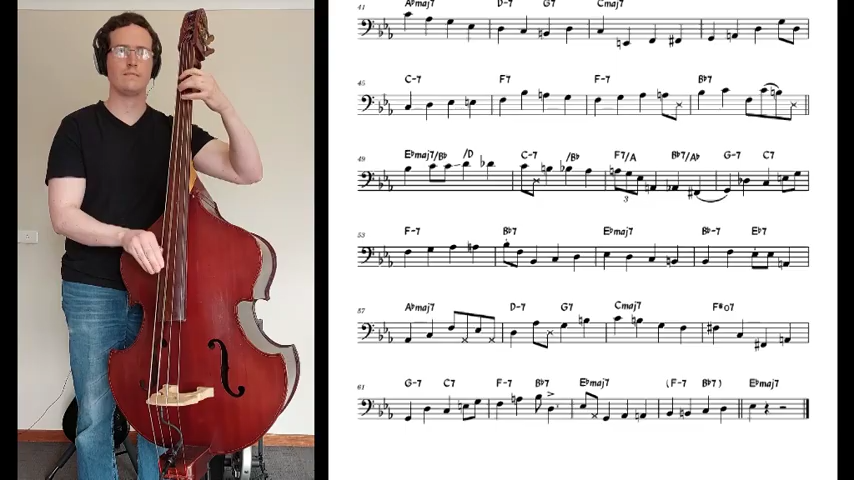 41 A♭maj7 D-7 G7 Cmaj7
45 C-7 F7 F-7 B♭7
49 E♭maj7/B♭ /D C-7 /B♭ F7/A B♭7/A♭ G-7 C7
3
53 F-7 B♭7 E♭maj7 B♭-7 E♭7
57 A♭maj7 D-7 G7 Cmaj7 F#o7
61 G-7 C7 F-7 B♭7 E♭maj7 (F-7 B♭7) E♭maj7